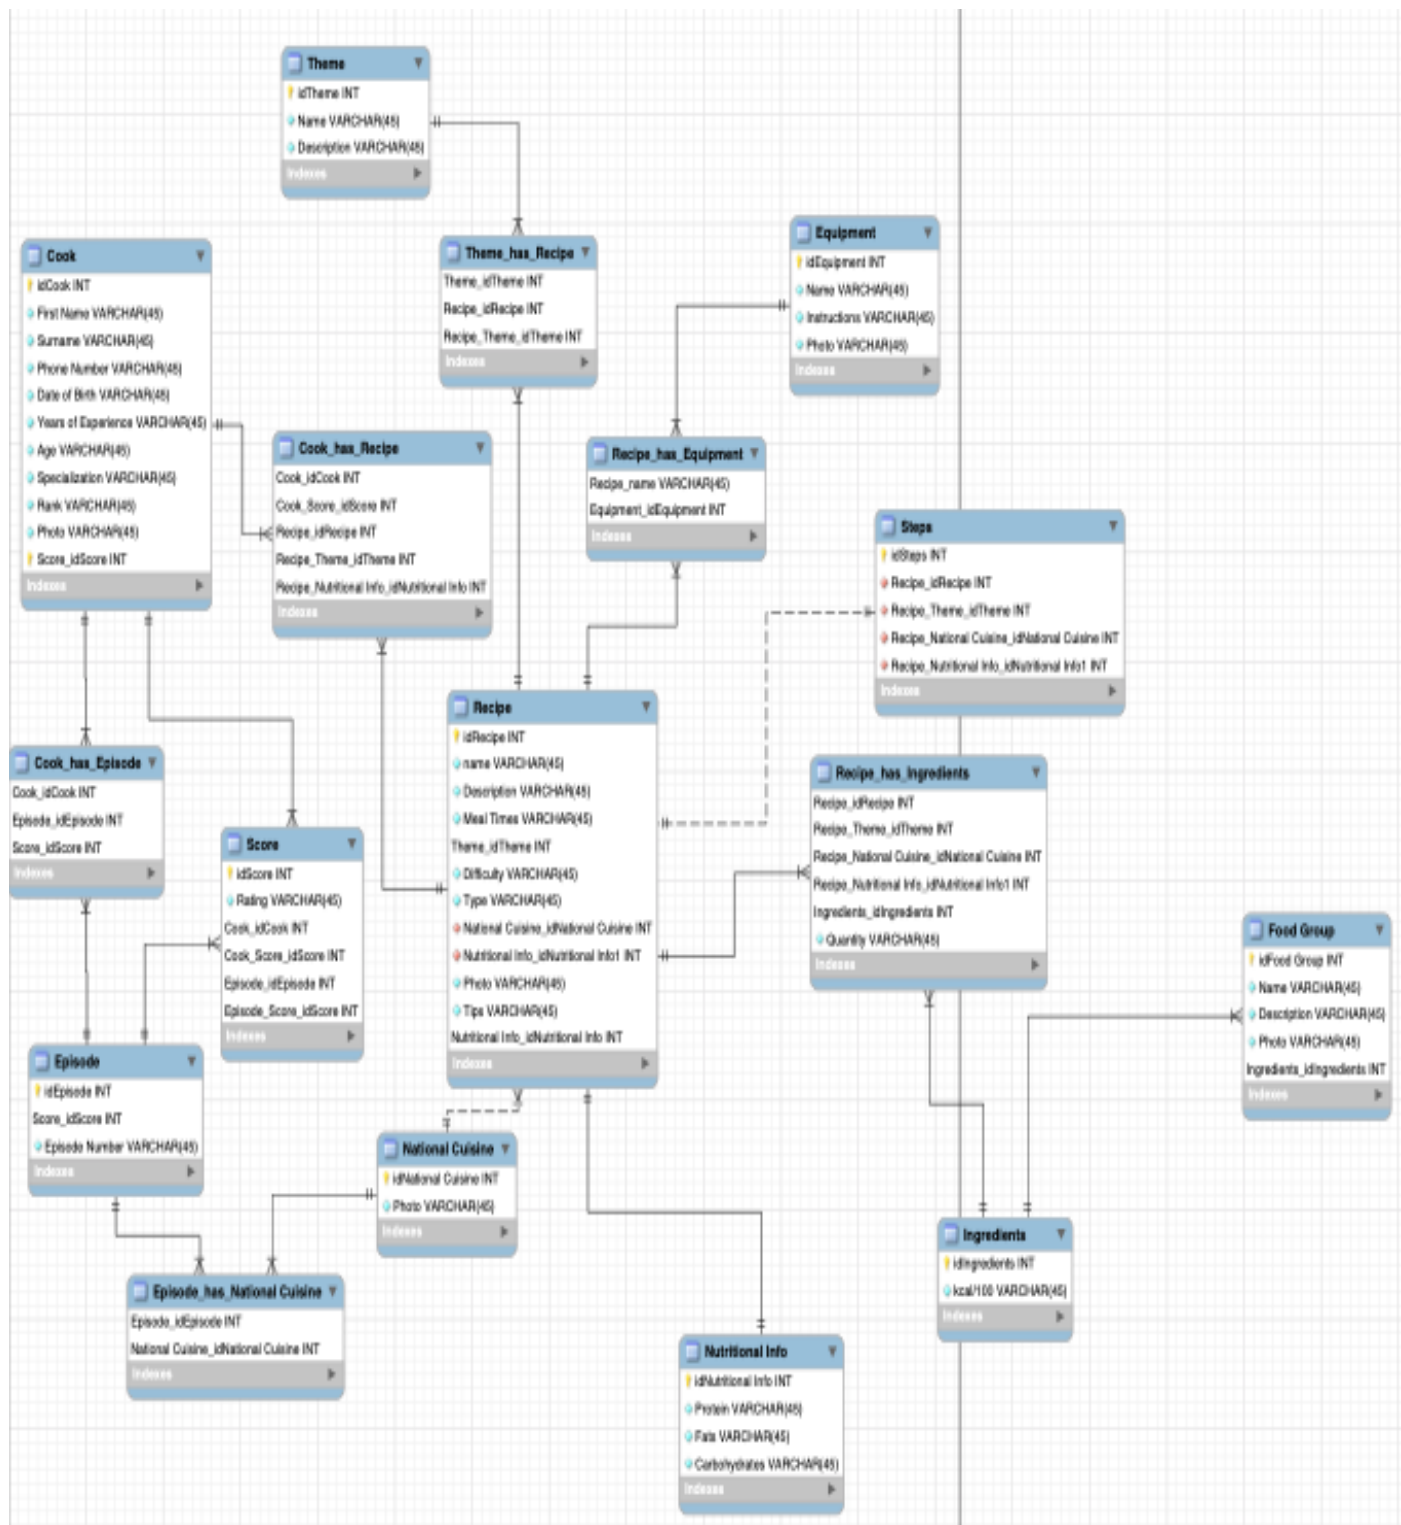 Theme
idTheme INT
Name VARCHAR(45)
Description VARCHAR(45)
Indexes
Equipment
idEquipment INT
Name VARCHAR(45)
Instructions VARCHAR(45)
Photo VARCHAR(45)
Indexes
Cook
idCook INT
First Name VARCHAR(45)
Surname VARCHAR(45)
Phone Number VARCHAR(45)
Date of Birth VARCHAR(45)
Years of Experience VARCHAR(45)
Age VARCHAR(45)
Specialization VARCHAR(45)
Rank VARCHAR(45)
Photo VARCHAR(45)
Score_idScore INT
Indexes
Theme_has_Recipe
Theme_idTheme INT
Recipe_idRecipe INT
Recipe_Theme_idTheme INT
Indexes
Cook_has_Recipe
Cook_idCook INT
Cook_Score_idScore INT
Recipe_idRecipe INT
Recipe_Theme_idTheme INT
Recipe_Nutritional Info_idNutritional Info INT
Indexes
Recipe_has_Equipment
Recipe_name VARCHAR(45)
Equipment_idEquipment INT
Indexes
Steps
idSteps INT
Recipe_idRecipe INT
Recipe_Theme_idTheme INT
Recipe_National Cuisine_idNational Cuisine INT
Recipe_Nutritional Info_idNutritional Info1 INT
Indexes
Recipe
idRecipe INT
name VARCHAR(45)
Description VARCHAR(45)
Meal Times VARCHAR(45)
Theme_idTheme INT
Difficulty VARCHAR(45)
Type VARCHAR(45)
National Cuisine_idNational Cuisine INT
Nutritional Info_idNutritional Info1 INT
Photo VARCHAR(45)
Tips VARCHAR(45)
Nutritional Info_idNutritional Info INT
Indexes
Cook_has_Episode
Cook_idCook INT
Episode_idEpisode INT
Score_idScore INT
Indexes
Score
idScore INT
Rating VARCHAR(45)
Cook_idCook INT
Cook_Score_idScore INT
Episode_idEpisode INT
Episode_Score_idScore INT
Indexes
Recipe_has_Ingredients
Recipe_idRecipe INT
Recipe_Theme_idTheme INT
Recipe_National Cuisine_idNational Cuisine INT
Recipe_Nutritional Info_idNutritional Info1 INT
Ingredients_idIngredients INT
Quantity VARCHAR(45)
Indexes
Food Group
idFood Group INT
Name VARCHAR(45)
Description VARCHAR(45)
Photo VARCHAR(45)
Ingredients_idIngredients INT
Indexes
Episode
idEpisode INT
Score_idScore INT
Episode Number VARCHAR(45)
Indexes
National Cuisine
idNational Cuisine INT
Photo VARCHAR(45)
Indexes
Ingredients
idIngredients INT
kcal/100 VARCHAR(45)
Indexes
Episode_has_National Cuisine
Episode_idEpisode INT
National Cuisine_idNational Cuisine INT
Indexes
Nutritional Info
idNutritional Info INT
Protein VARCHAR(45)
Fats VARCHAR(45)
Carbohydrates VARCHAR(45)
Indexes